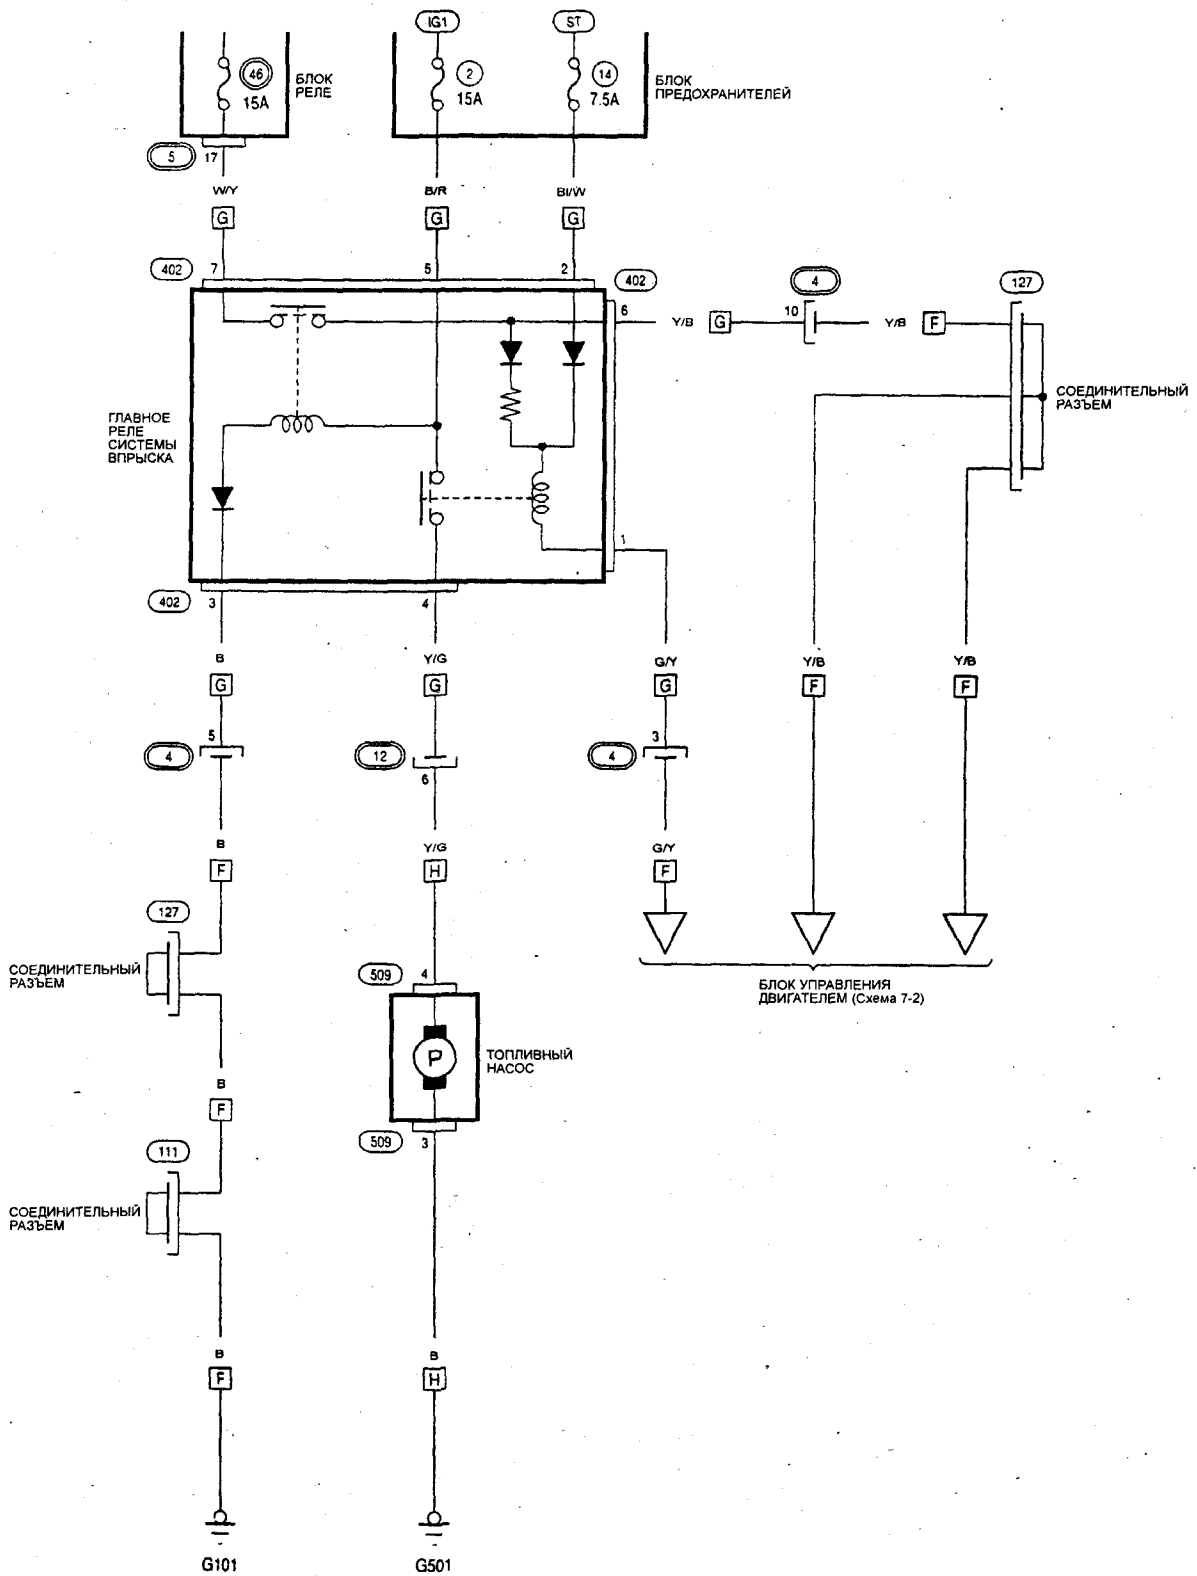 IG1
ST
46
15A
БЛОК
РЕЛЕ
2
15A
14
7.5A
БЛОК
ПРЕДОХРАНИТЕЛЕЙ
5
17
W/Y
B/R
Bl/W
G
G
G
402
7
5
2
402
6
Y/B
G
10
4
Y/B
F
127
СОЕДИНИТЕЛЬНЫЙ
РАЗЪЕМ
ГЛАВНОЕ
РЕЛЕ
СИСТЕМЫ
ВПРЫСКА
1
402
3
4
B
Y/G
G/Y
Y/B
Y/B
G
G
G
F
F
4
5
12
6
4
3
B
Y/G
G/Y
F
H
F
127
СОЕДИНИТЕЛЬНЫЙ
РАЗЪЕМ
509
4
БЛОК УПРАВЛЕНИЯ
ДВИГАТЕЛЕМ (Схема 7-2)
P
ТОПЛИВНЫЙ
НАСОС
B
F
509
3
111
СОЕДИНИТЕЛЬНЫЙ
РАЗЪЕМ
B
B
F
H
G101
G501